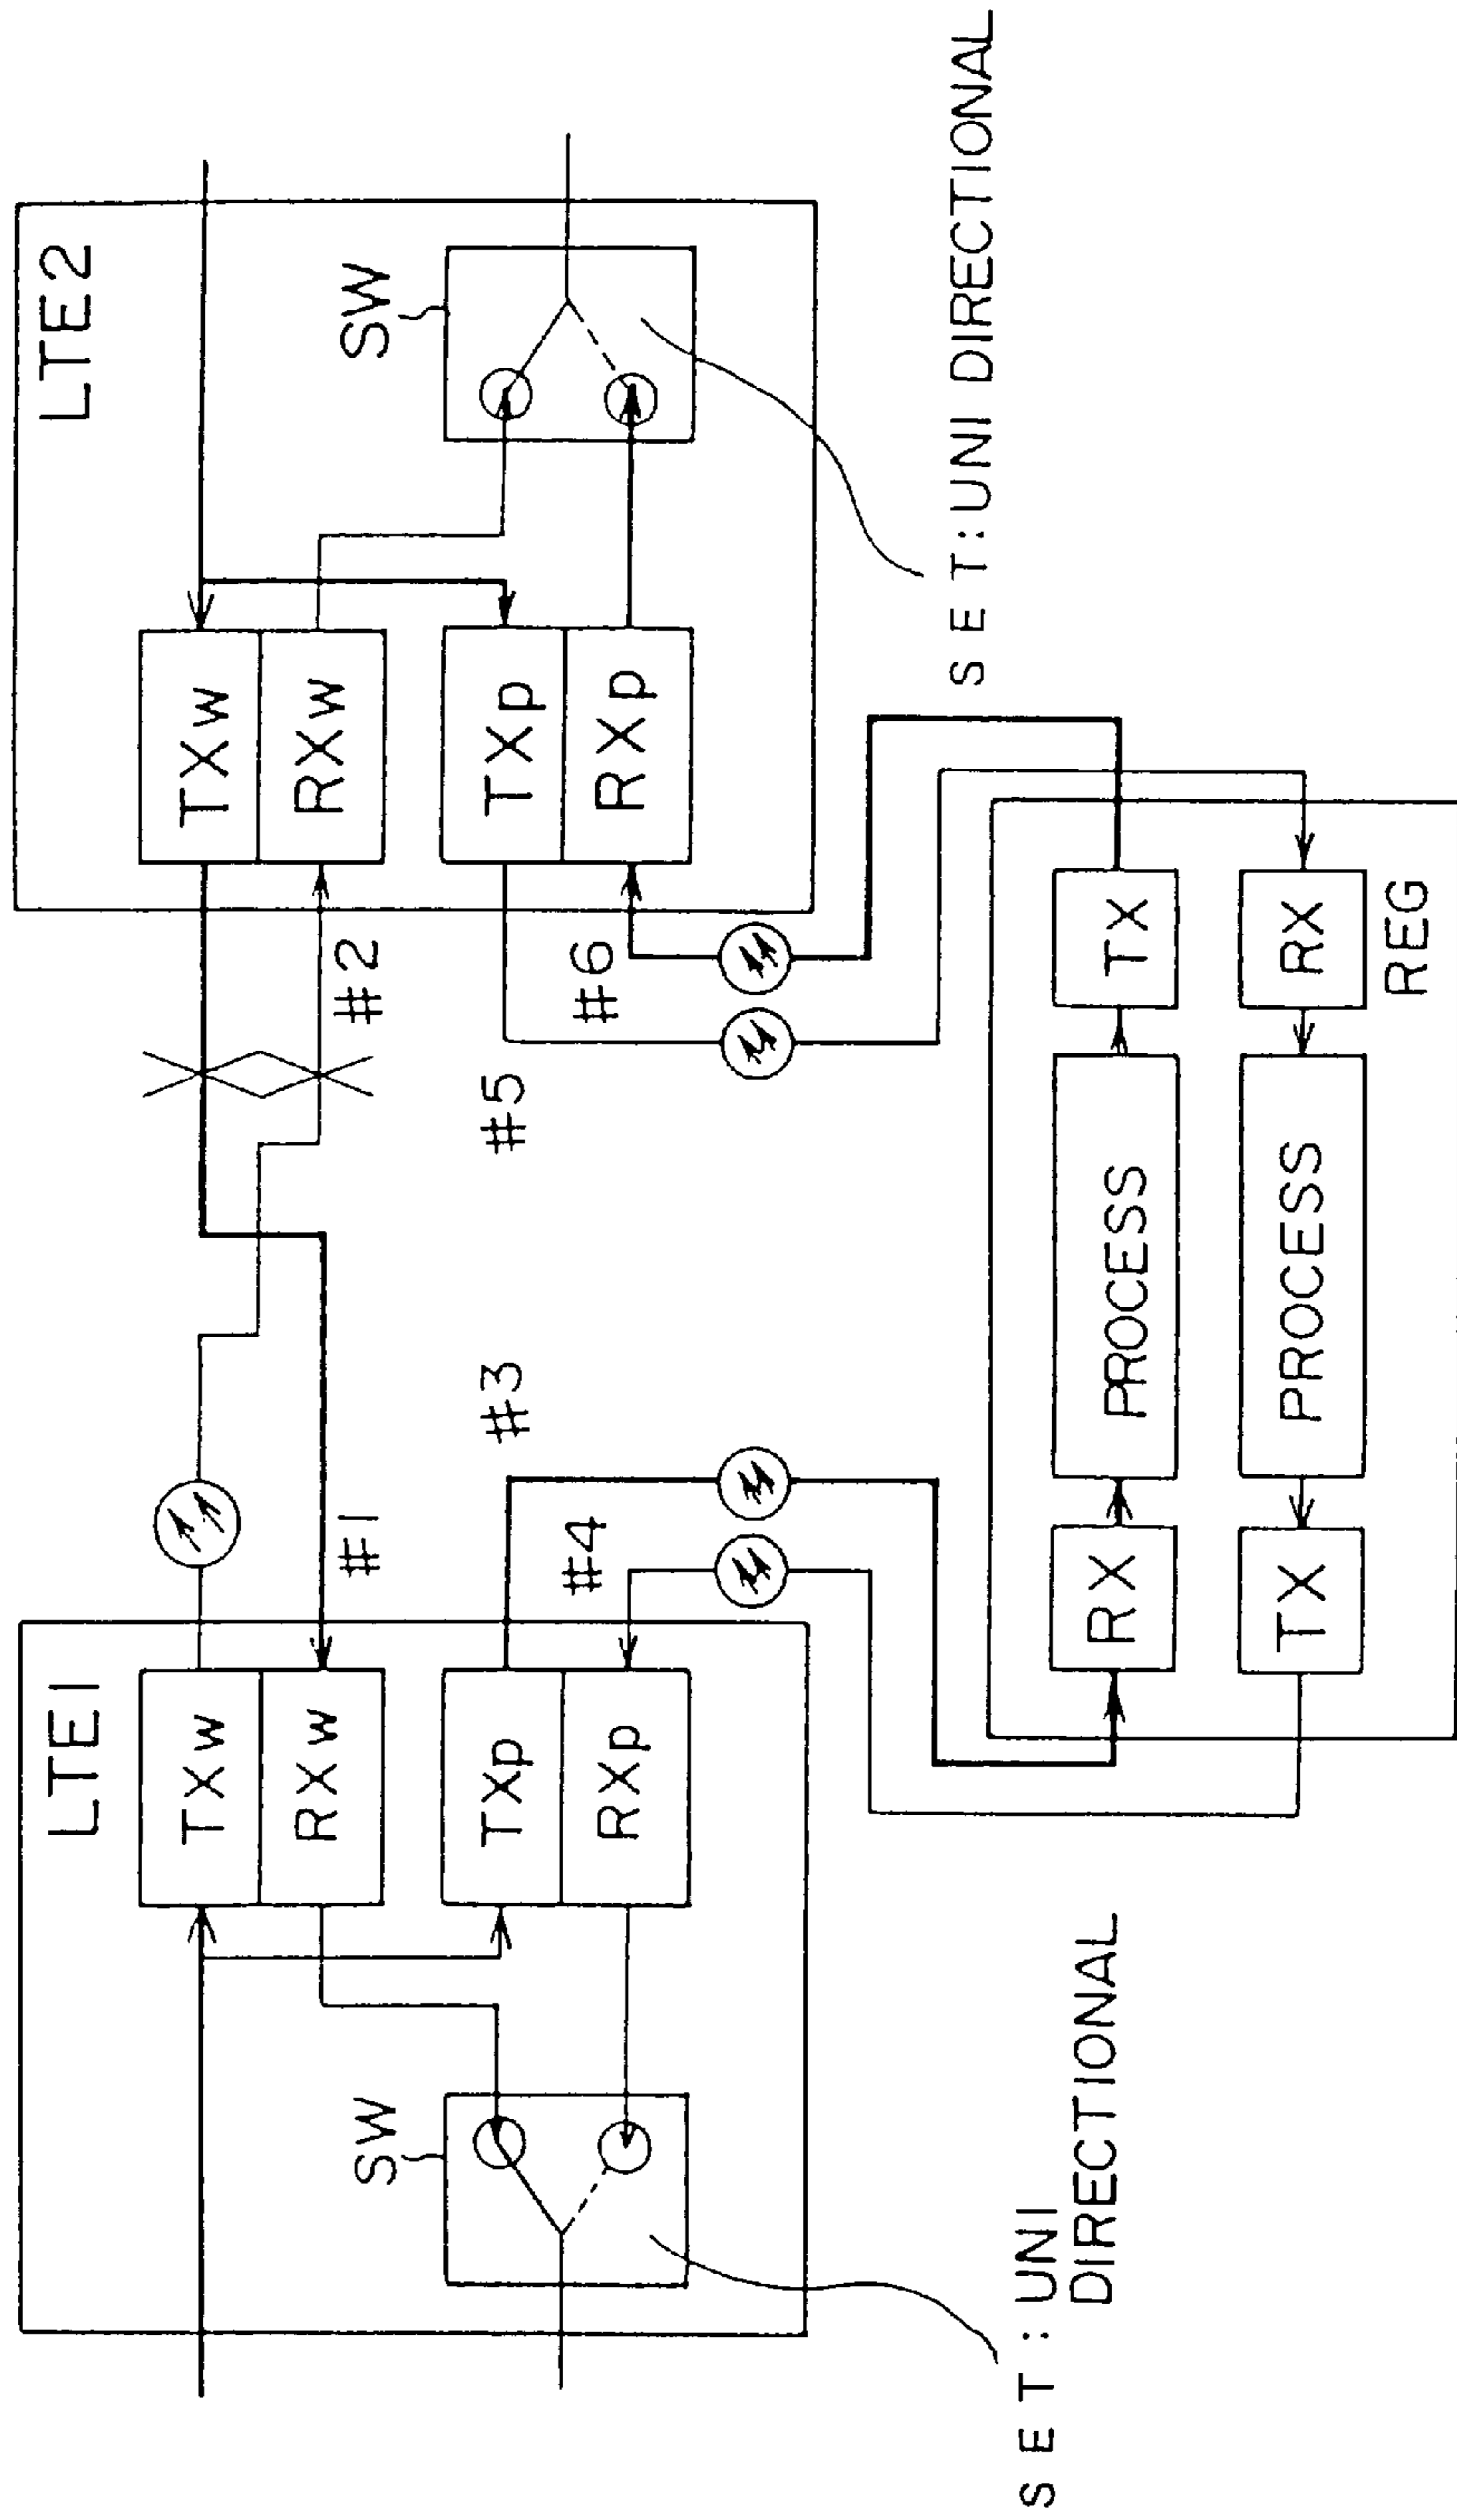 LTE1
LTE2
TXw
RXw
#1
#2
TXw
RXw
SW
SW
TXp
RXp
#3
#4
#5
#6
TXp
RXp
SET:UNI
DIRECTIONAL
SET:UNI DIRECTIONAL
RX
PROCESS
TX
TX
PROCESS
RX
REG